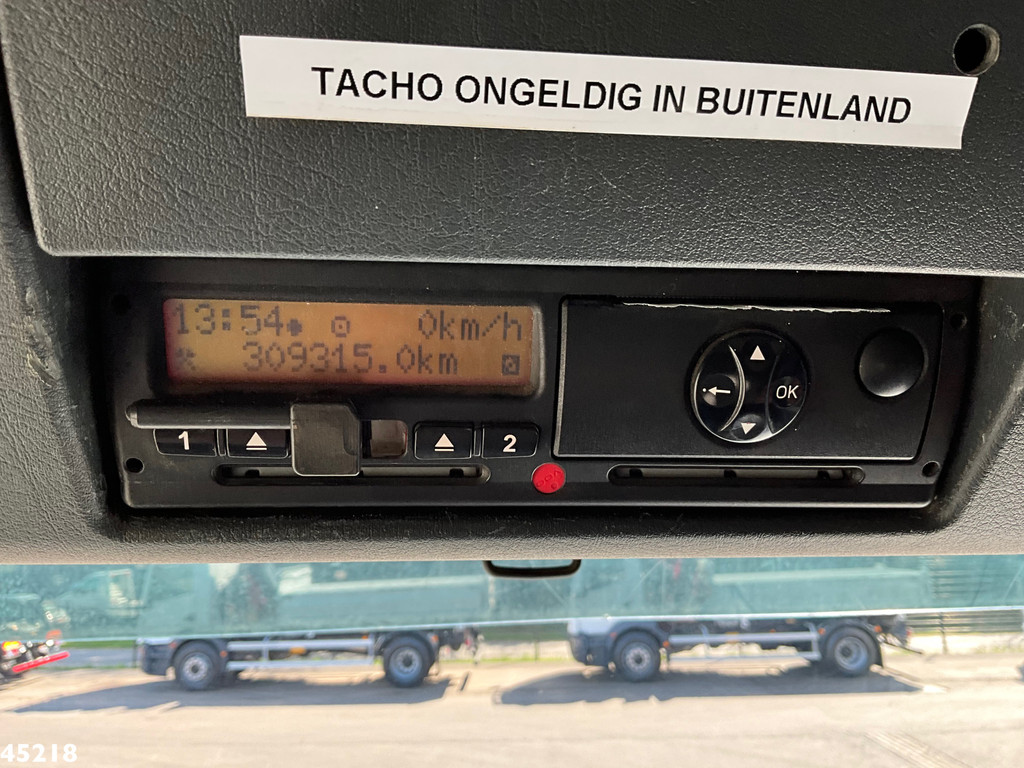 TACHO ONGELDIG IN BUITENLAND
13:54 0km/h
309315.0km
OK
1 2
45218